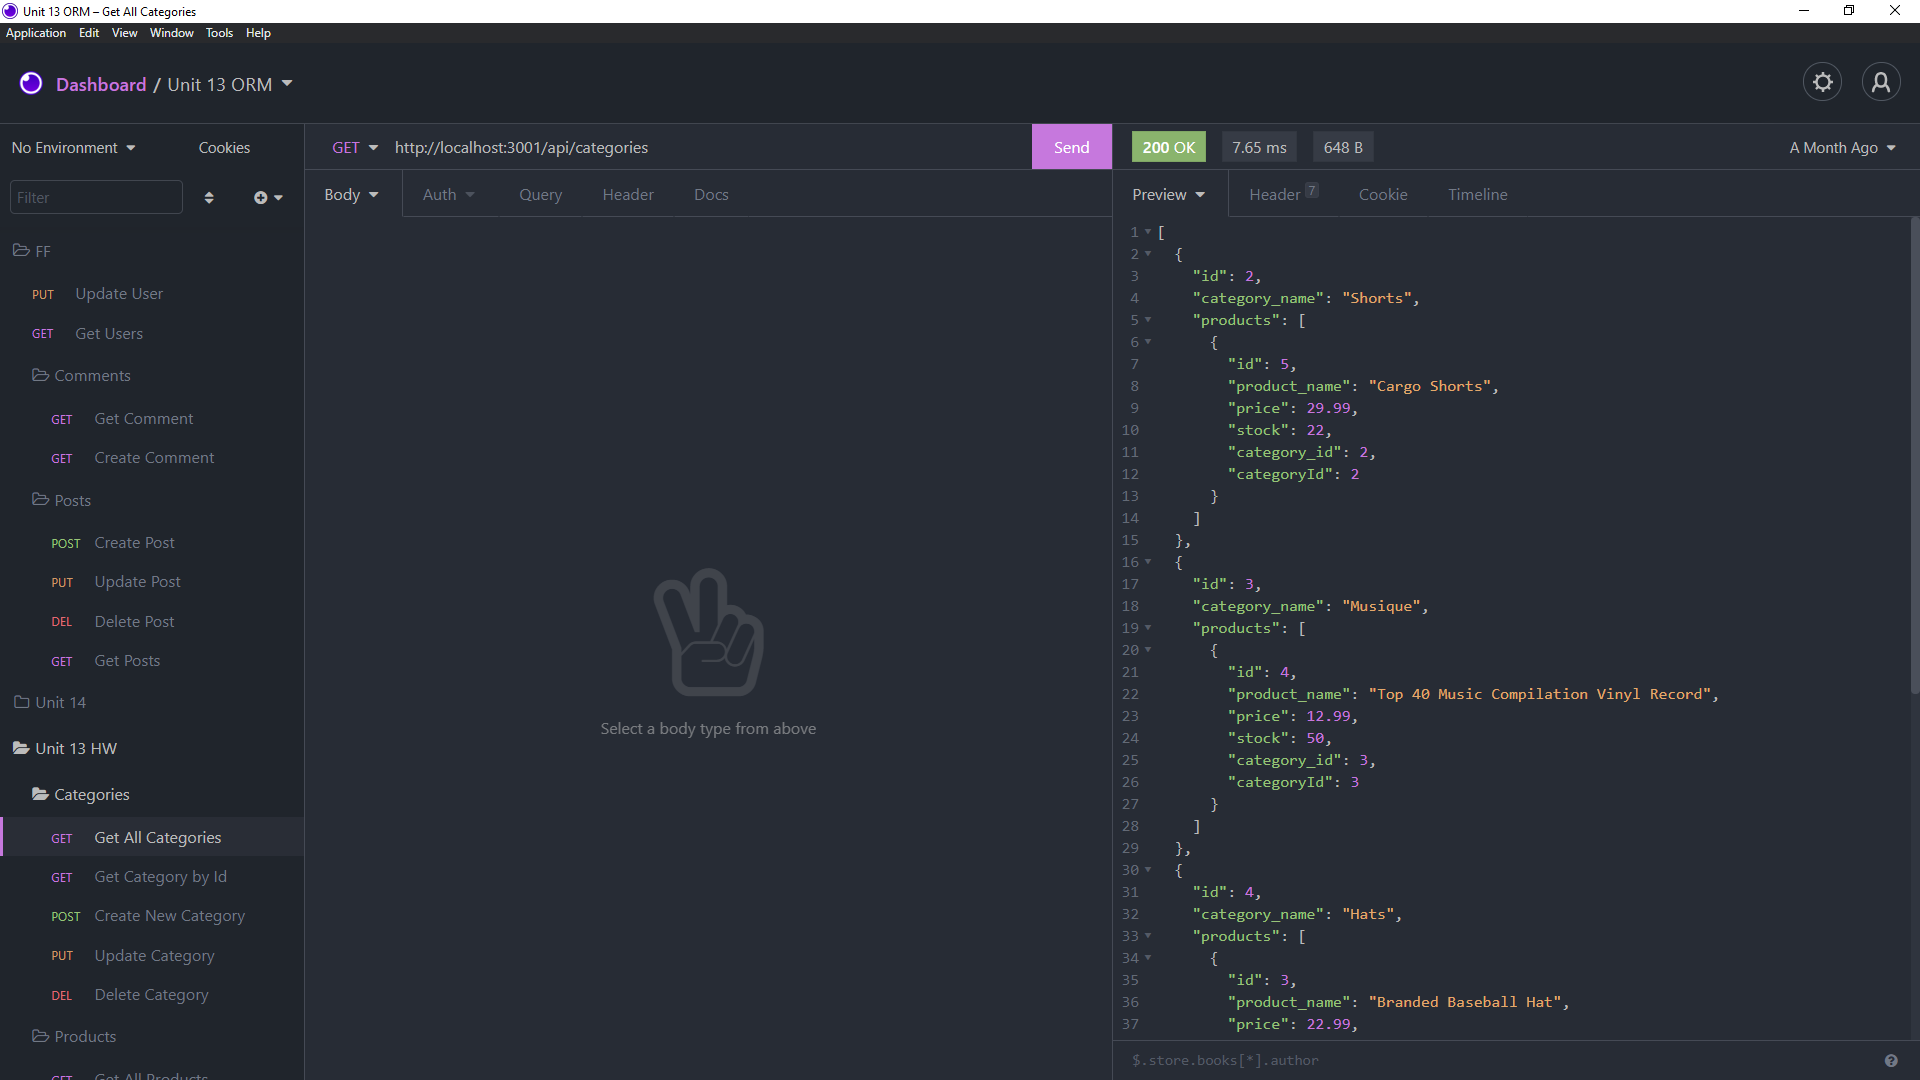 Unit 13 ORM – Get All Categories
Application Edit View Window Tools Help
Dashboard / Unit 13 ORM
No Environment Cookies
Filter
FF
PUT Update User
GET Get Users
Comments
GET Get Comment
GET Create Comment
Posts
POST Create Post
PUT Update Post
DEL Delete Post
GET Get Posts
Unit 14
Unit 13 HW
Categories
GET Get All Categories
GET Get Category by Id
POST Create New Category
PUT Update Category
DEL Delete Category
Products
GET Get All Products
GET http://localhost:3001/api/categories Send
Body Auth Query Header Docs
Select a body type from above
200 OK 7.65 ms 648 B A Month Ago
Preview Header 7 Cookie Timeline
1 [
2 {
3 "id": 2,
4 "category_name": "Shorts",
5 "products": [
6 {
7 "id": 5,
8 "product_name": "Cargo Shorts",
9 "price": 29.99,
10 "stock": 22,
11 "category_id": 2,
12 "categoryId": 2
13 }
14 ]
15 },
16 {
17 "id": 3,
18 "category_name": "Musique",
19 "products": [
20 {
21 "id": 4,
22 "product_name": "Top 40 Music Compilation Vinyl Record",
23 "price": 12.99,
24 "stock": 50,
25 "category_id": 3,
26 "categoryId": 3
27 }
28 ]
29 },
30 {
31 "id": 4,
32 "category_name": "Hats",
33 "products": [
34 {
35 "id": 3,
36 "product_name": "Branded Baseball Hat",
37 "price": 22.99,
$.store.books[*].author